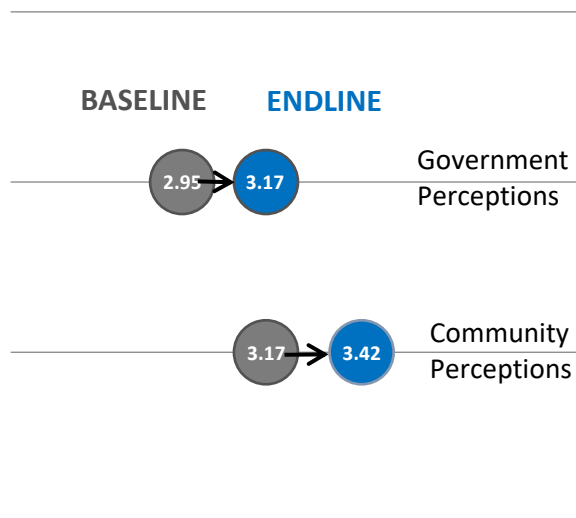 BASELINE ENDLINE
2.95 3.17 Government
Perceptions
3.17 3.42 Community
Perceptions